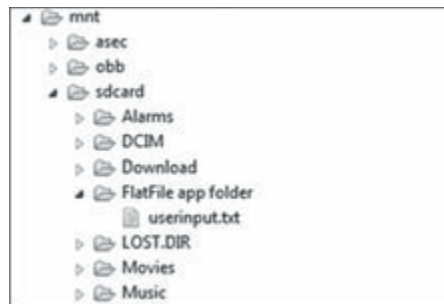 mnt
asec
obb
sdcard
Alarms
DCIM
Download
FlatFile app folder
userinput.txt
LOST.DIR
Movies
Music